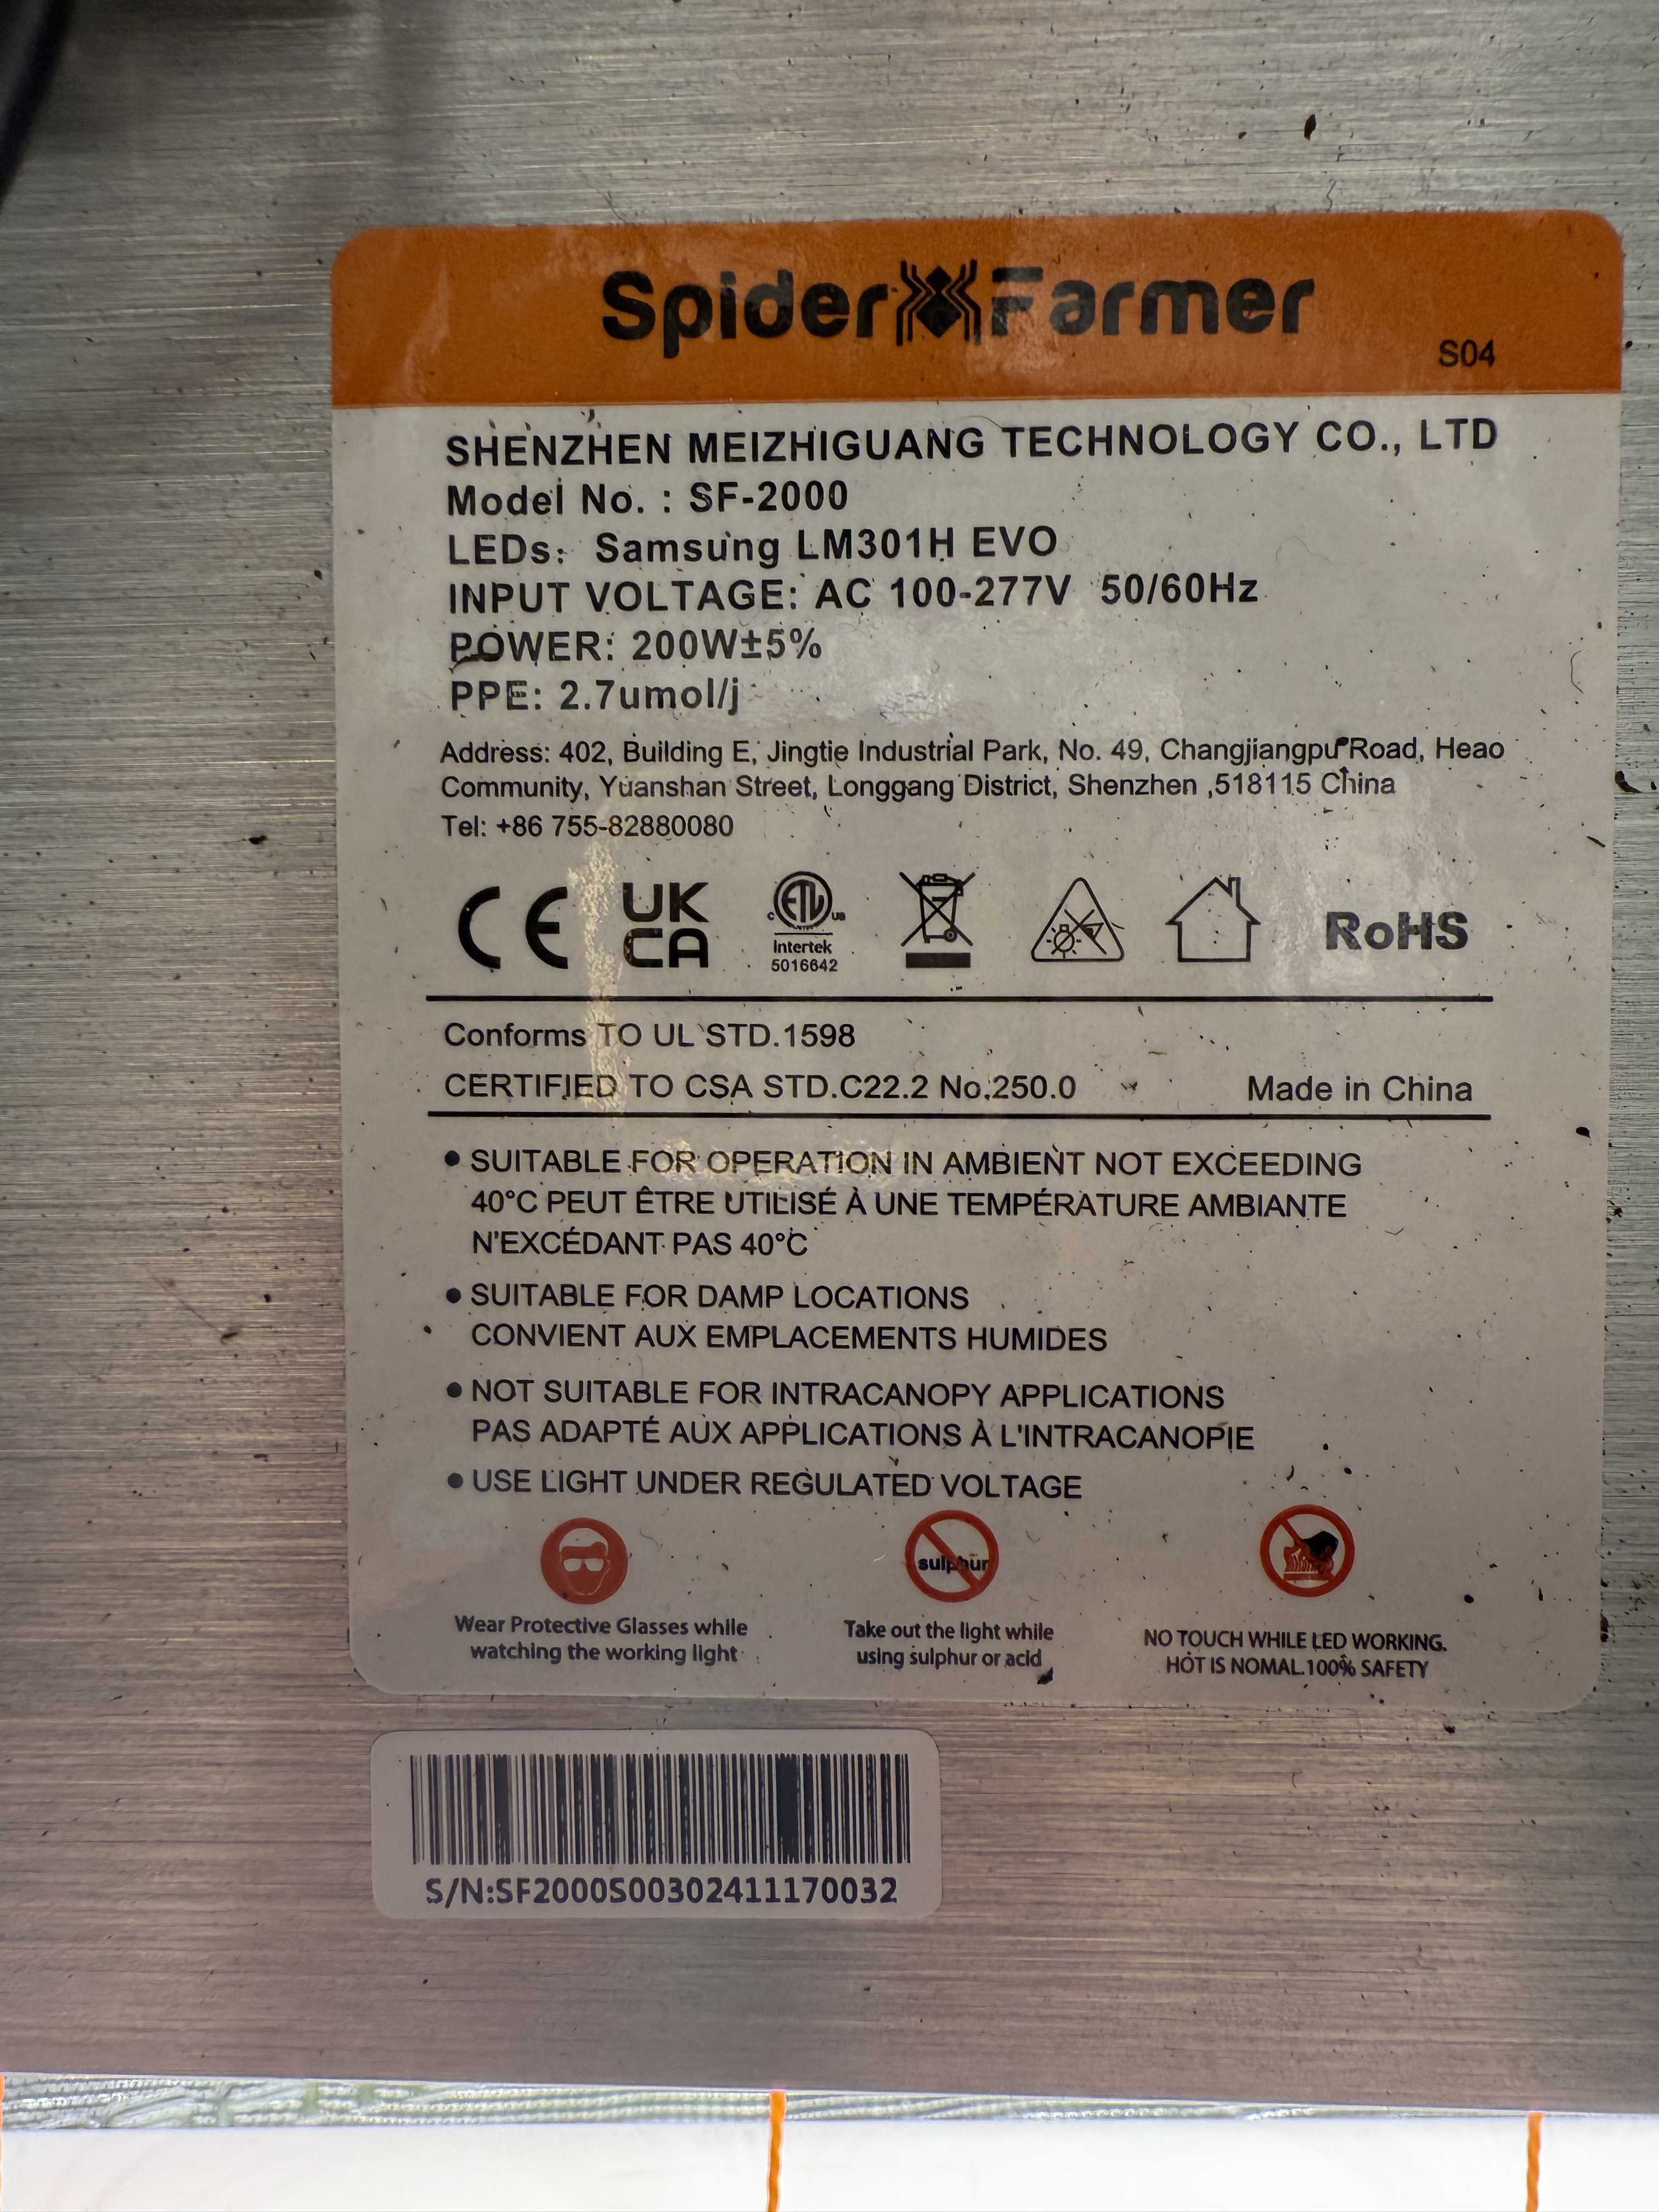 Spider Farmer
S04
SHENZHEN MEIZHIGUANG TECHNOLOGY CO., LTD
Model No. : SF-2000
LEDs: Samsung LM301H EVO
INPUT VOLTAGE: AC 100-277V 50/60Hz
POWER: 200W±5%
PPE: 2.7umol/j
Address: 402, Building E, Jingtie Industrial Park, No. 49, Changjiangpu Road, Heao
Community, Yuanshan Street, Longgang District, Shenzhen ,518115 China
Tel: +86 755-82880080
CE
UK
CA
C ETL US
Intertek
5016642
RoHS
Conforms TO UL STD.1598
CERTIFIED TO CSA STD.C22.2 No.250.0
Made in China
• SUITABLE FOR OPERATION IN AMBIENT NOT EXCEEDING
40°C PEUT ÊTRE UTILISÉ À UNE TEMPÉRATURE AMBIANTE
N'EXCÉDANT PAS 40°C
• SUITABLE FOR DAMP LOCATIONS
CONVIENT AUX EMPLACEMENTS HUMIDES
• NOT SUITABLE FOR INTRACANOPY APPLICATIONS
PAS ADAPTÉ AUX APPLICATIONS À L'INTRACANOPIE
• USE LIGHT UNDER REGULATED VOLTAGE
sulphur
Wear Protective Glasses while
watching the working light
Take out the light while
using sulphur or acid
NO TOUCH WHILE LED WORKING.
HOT IS NOMAL.100% SAFETY
S/N:SF2000S00302411170032